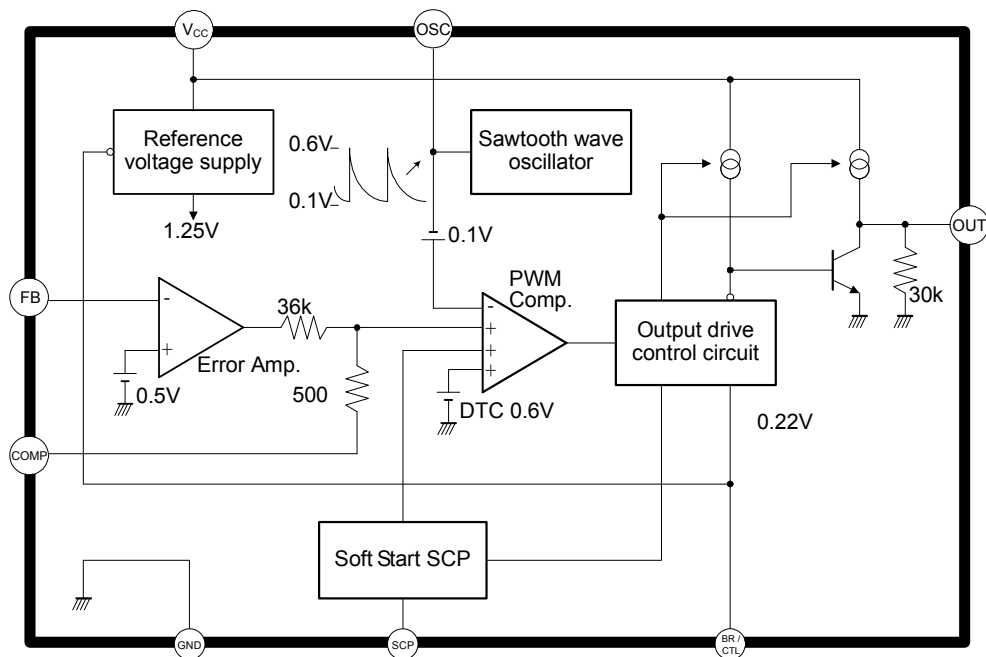 VCC
OSC
Reference
voltage supply
0.6V
0.1V
Sawtooth wave
oscillator
1.25V
0.1V
OUT
FB
-
+
36k
Error Amp.
0.5V
500
PWM
Comp.
-
+
+
+
DTC 0.6V
Output drive
control circuit
30k
0.22V
COMP
Soft Start SCP
GND
SCP
BR /
CTL